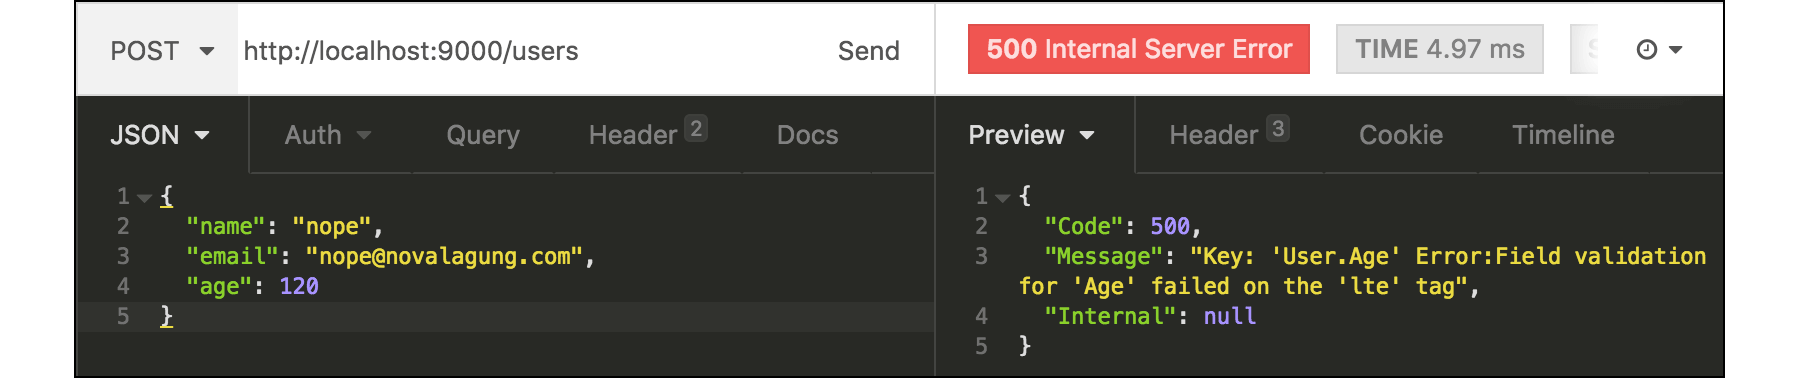 POST http://localhost:9000/users Send
500 Internal Server Error TIME 4.97 ms
JSON Auth Query Header 2 Docs
1 {
2 "name": "nope",
3 "email": "nope@novalagung.com",
4 "age": 120
5 }
Preview Header 3 Cookie Timeline
1 {
2 "Code": 500,
3 "Message": "Key: 'User.Age' Error:Field validation
for 'Age' failed on the 'lte' tag",
4 "Internal": null
5 }